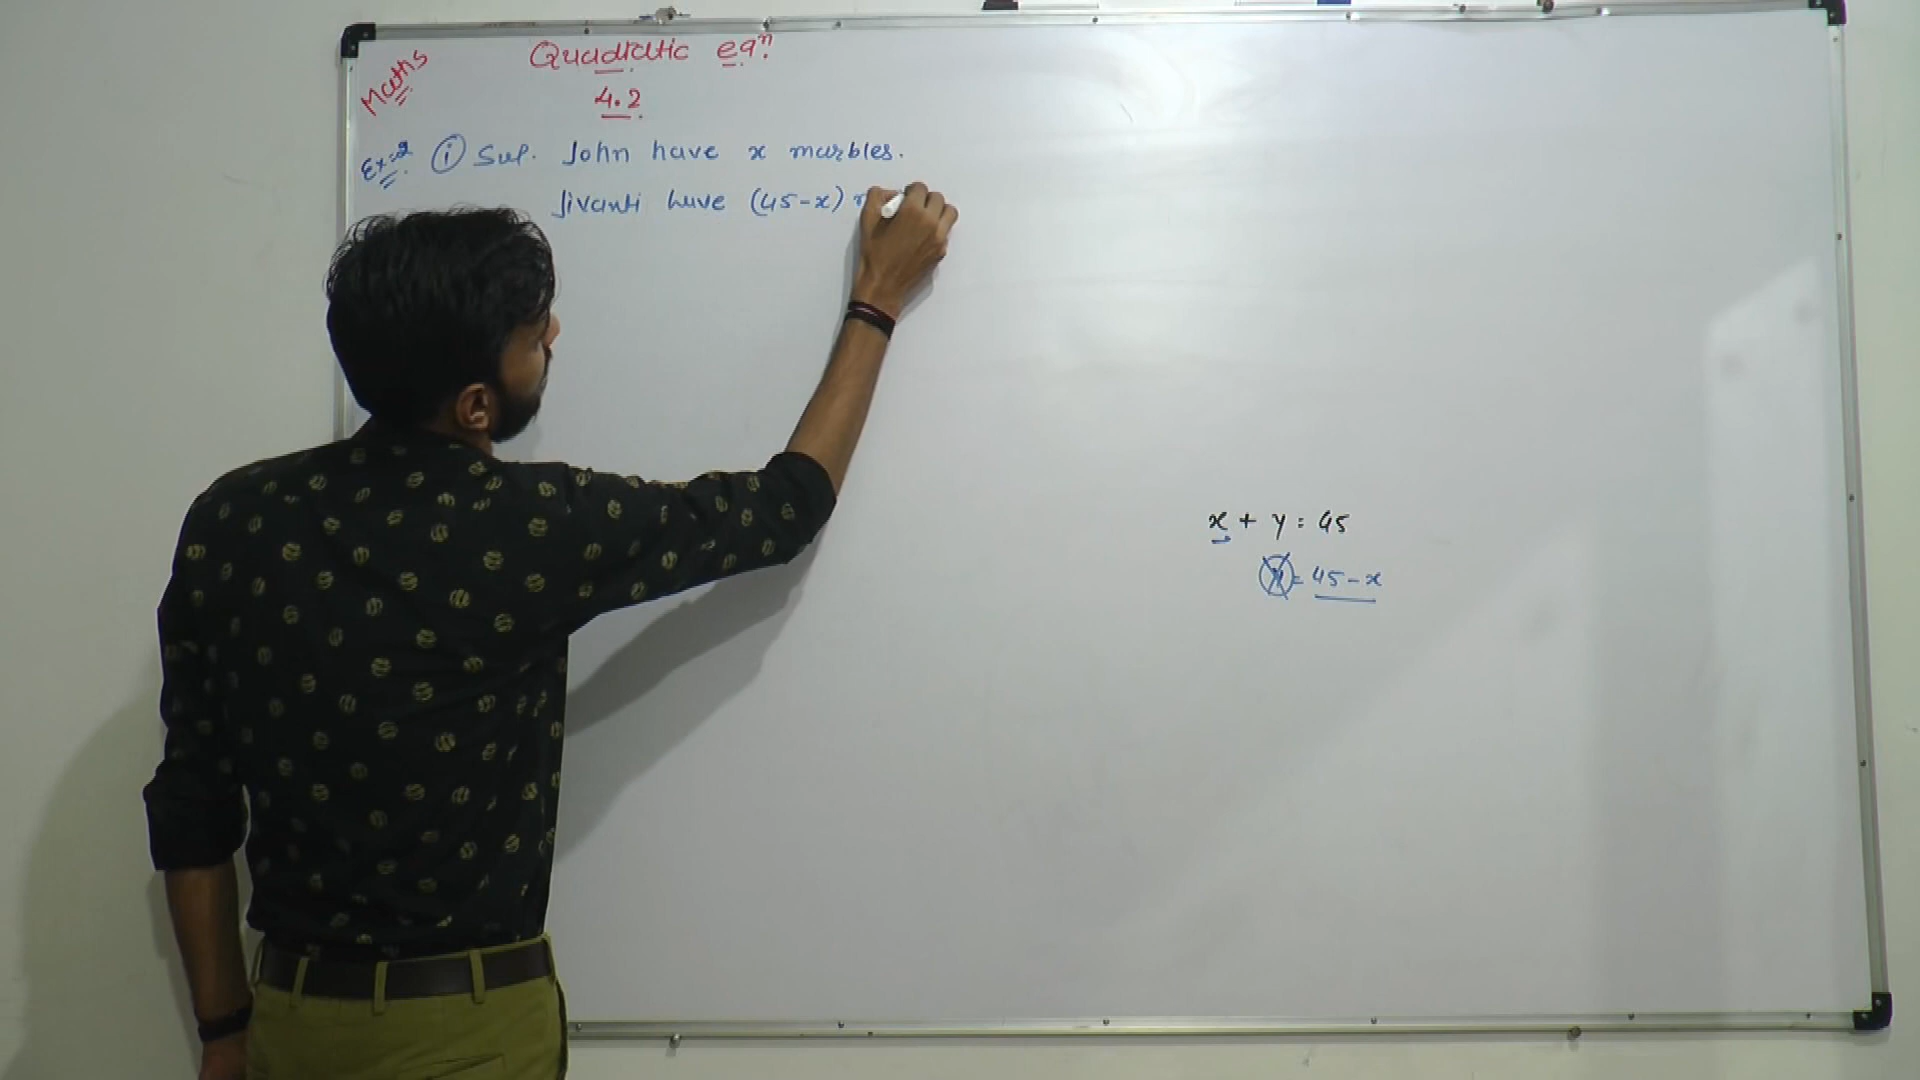 Maths
Quadratic eqn.
4.2
Ex:-2. i Sup. John have x marbles.
Jivanti have (45-x)
x + y = 45
y = 45 - x